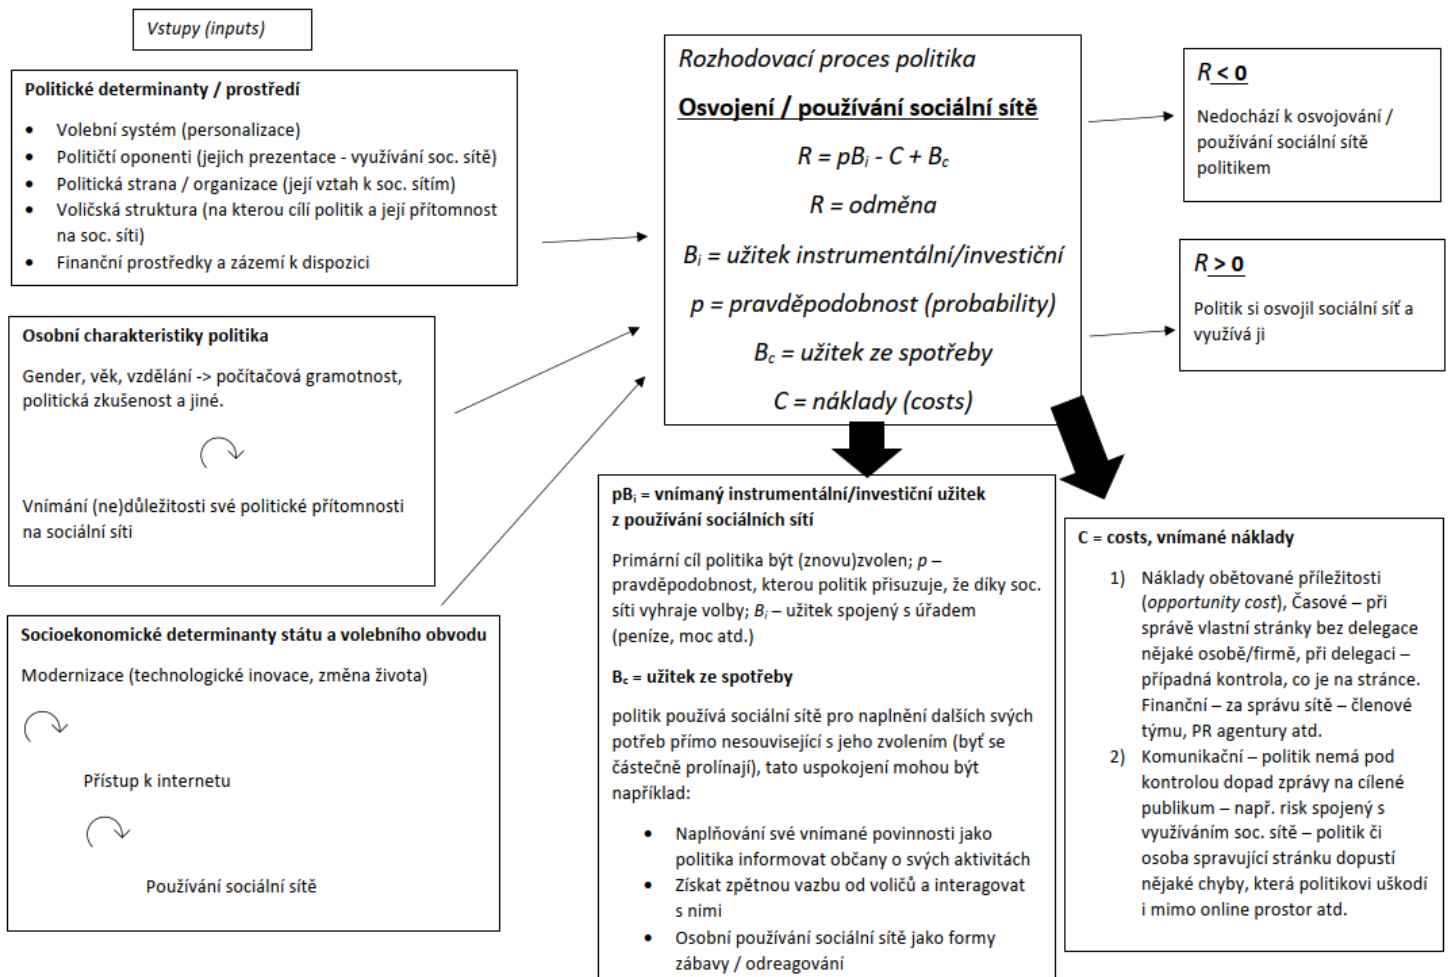 Vstupy (inputs)
Politické determinanty / prostředí
• Volební systém (personalizace)
• Političtí oponenti (jejich prezentace - využívání soc. sítě)
• Politická strana / organizace (její vztah k soc. sítím)
• Voličská struktura (na kterou cílí politik a její přítomnost
na soc. síti)
• Finanční prostředky a zázemí k dispozici
Osobní charakteristiky politika
Gender, věk, vzdělání -> počítačová gramotnost,
politická zkušenost a jiné.
Vnímání (ne)důležitosti své politické přítomnosti
na sociální síti
Socioekonomické determinanty státu a volebního obvodu
Modernizace (technologické inovace, změna života)
Přístup k internetu
Používání sociální sítě
Rozhodovací proces politika
Osvojení / používání sociální sítě
R = pBi - C + Bc
R = odměna
Bi = užitek instrumentální/investiční
p = pravděpodobnost (probability)
Bc = užitek ze spotřeby
C = náklady (costs)
R < 0
Nedochází k osvojování /
používání sociální sítě
politikem
R > 0
Politik si osvojil sociální síť a
využívá ji
pBi = vnímaný instrumentální/investiční užitek
z používání sociálních sítí
Primární cíl politika být (znovu)zvolen; p –
pravděpodobnost, kterou politik přisuzuje, že díky soc.
síti vyhraje volby; Bi – užitek spojený s úřadem
(peníze, moc atd.)
Bc = užitek ze spotřeby
politik používá sociální sítě pro naplnění dalších svých
potřeb přímo nesouvisející s jeho zvolením (byť se
částečně prolínají), tato uspokojení mohou být
například:
• Naplňování své vnímané povinnosti jako
politika informovat občany o svých aktivitách
• Získat zpětnou vazbu od voličů a interagovat
s nimi
• Osobní používání sociální sítě jako formy
zábavy / odreagování
C = costs, vnímané náklady
1) Náklady obětované příležitosti
(opportunity cost), Časové – při
správě vlastní stránky bez delegace
nějaké osobě/firmě, při delegaci –
případná kontrola, co je na stránce.
Finanční – za správu sítě – členové
týmu, PR agentury atd.
2) Komunikační – politik nemá pod
kontrolou dopad zprávy na cílené
publikum – např. risk spojený s
využíváním soc. sítě – politik či
osoba spravující stránku dopustí
nějaké chyby, která politikovi uškodí
i mimo online prostor atd.